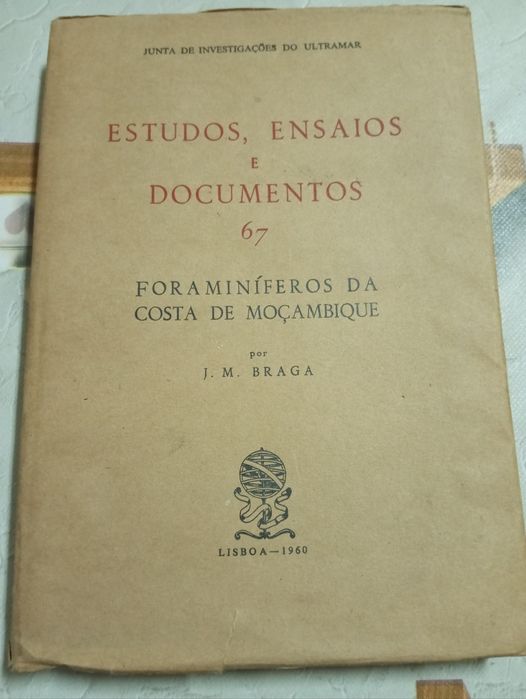 JUNTA DE INVESTIGAÇÕES DO ULTRAMAR
ESTUDOS, ENSAIOS
E
DOCUMENTOS
67
FORAMINÍFEROS DA
COSTA DE MOÇAMBIQUE
por
J. M. BRAGA
LISBOA — 1960